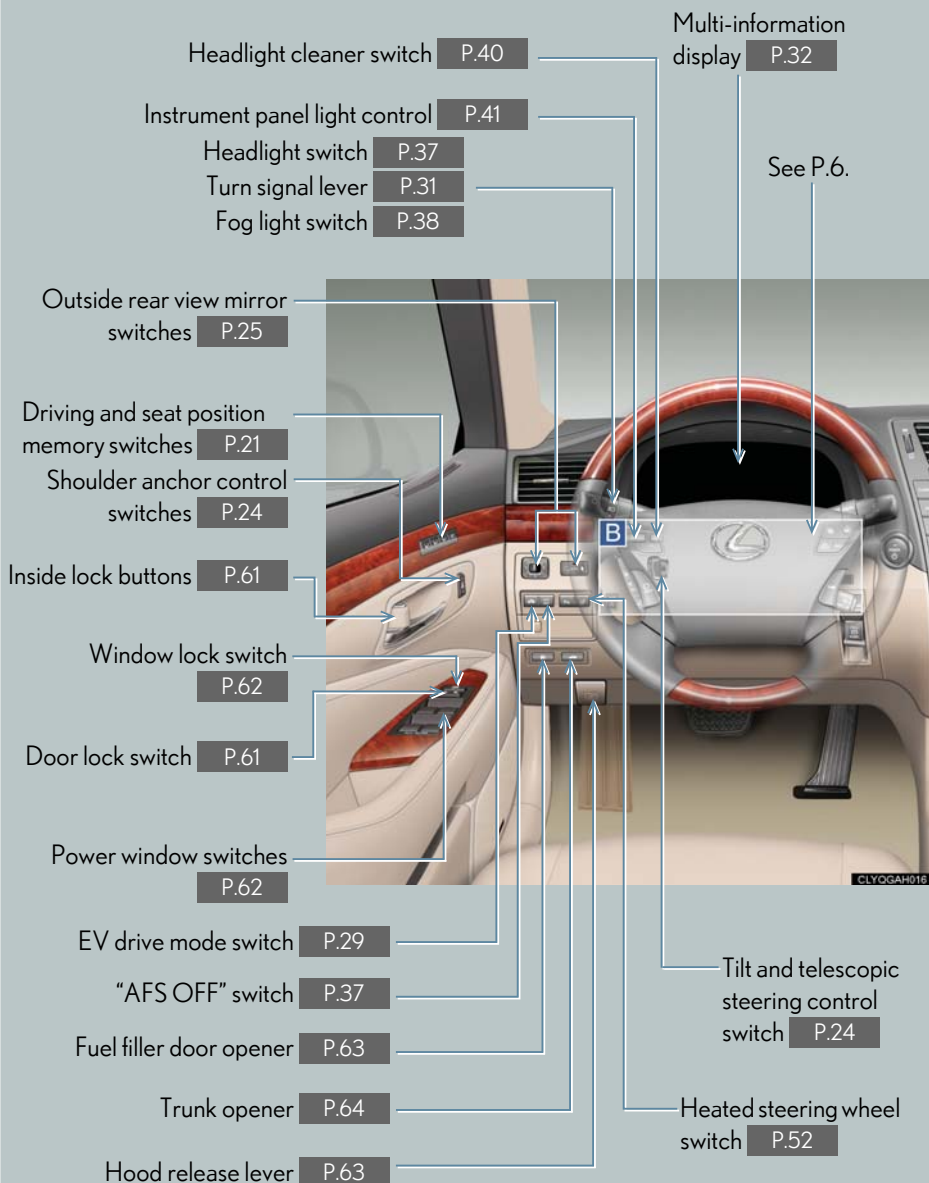 Multi-information
display P.32
Headlight cleaner switch P.40
Instrument panel light control P.41
Headlight switch P.37
Turn signal lever P.31
Fog light switch P.38
See P.6.
Outside rear view mirror
switches P.25
Driving and seat position
memory switches P.21
Shoulder anchor control
switches P.24
Inside lock buttons P.61
Window lock switch
P.62
Door lock switch P.61
Power window switches
P.62
B
CLYOGAH016
EV drive mode switch P.29
“AFS OFF” switch P.37
Fuel filler door opener P.63
Trunk opener P.64
Hood release lever P.63
Tilt and telescopic
steering control
switch P.24
Heated steering wheel
switch P.52